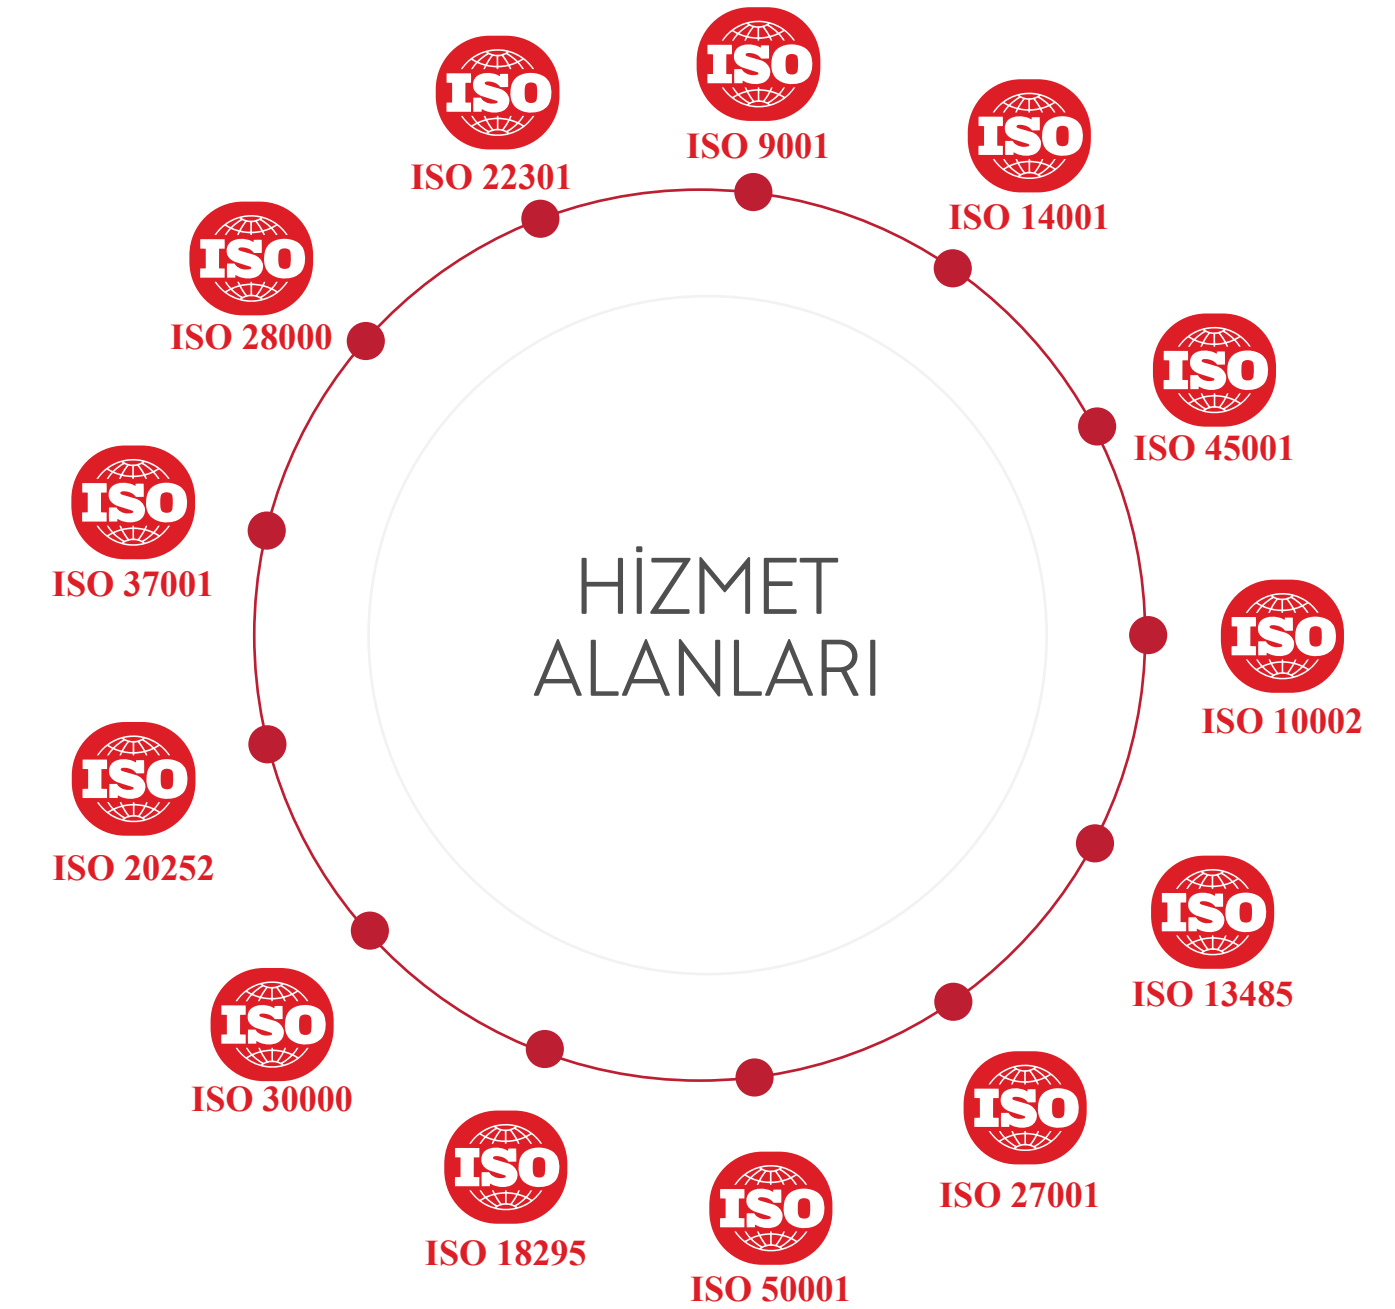 ISO
ISO 9001
ISO
ISO 14001
ISO
ISO 45001
ISO
ISO 10002
ISO
ISO 13485
ISO
ISO 27001
ISO
ISO 50001
ISO
ISO 18295
ISO
ISO 30000
ISO
ISO 20252
ISO
ISO 37001
ISO
ISO 28000
ISO
ISO 22301
HİZMET
ALANLARI